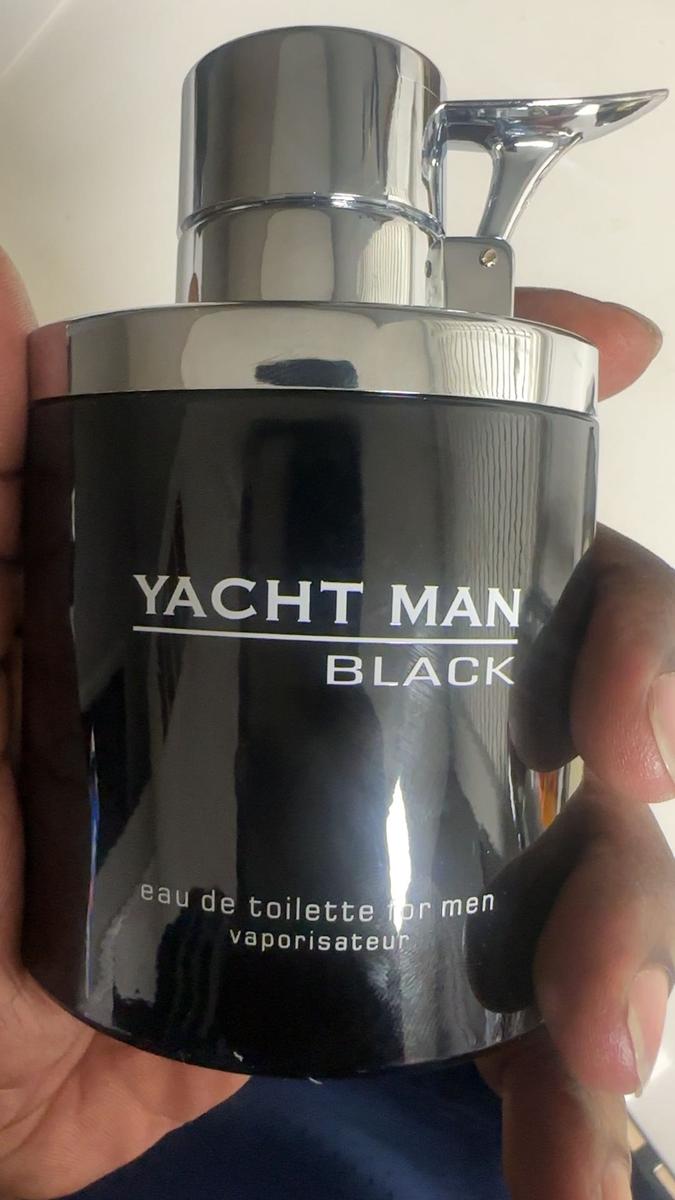 YACHT MAN
BLACK
eau de toilette for men
vaporisateur